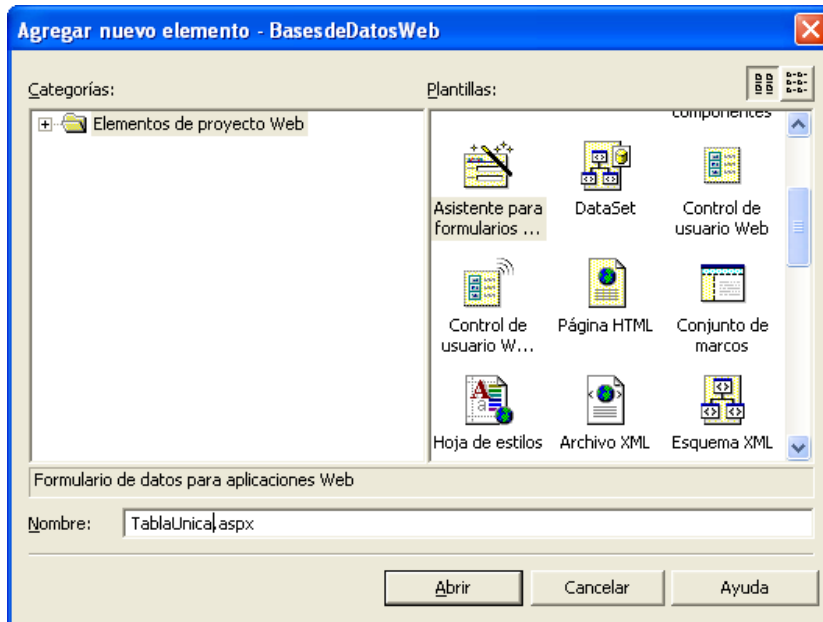 Agregar nuevo elemento - BasesdeDatosWeb
Categorías:
Plantillas:
Elementos de proyecto Web
componentes
Asistente para formularios ...
DataSet
Control de usuario Web
Control de usuario W...
Página HTML
Conjunto de marcos
Hoja de estilos
Archivo XML
Esquema XML
Formulario de datos para aplicaciones Web
Nombre:
TablaUnica.aspx
Abrir
Cancelar
Ayuda